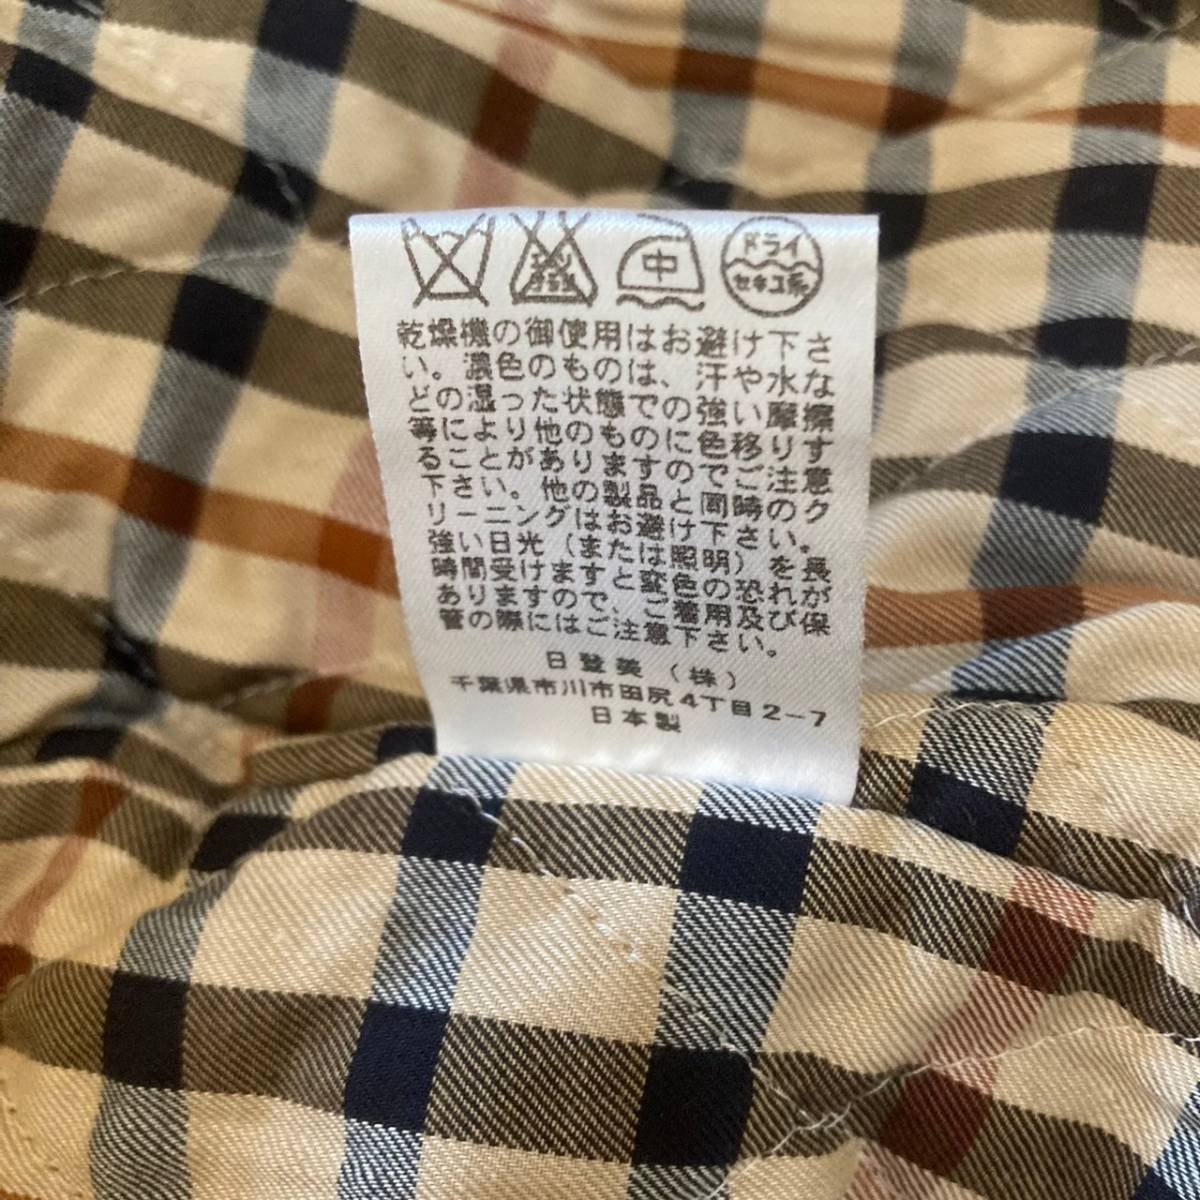 エンソ 中 ドライ
サラシ セキユ系
乾燥機の御使用はお避け下さ
い。濃色のものは、汗や水な
どの湿った状態での強い摩擦
等により他のものに色移りす
ることがありますのでご注意
下さい。他の製品と同時のク
リーニングはお避け下さい。
強い日光（または照明）を長
時間受けますと変色の恐れが
ありますので、ご着用及び保
管の際にはご注意下さい。
日登美（株）
千葉県市川市田尻4丁目2-7
日本製